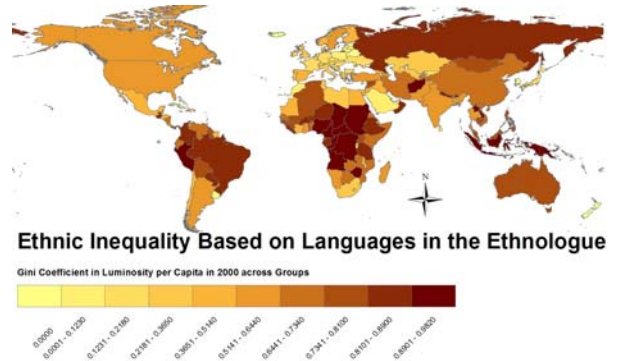 N
Ethnic Inequality Based on Languages in the Ethnologue
Gini Coefficient in Luminosity per Capita in 2000 across Groups
0.0000
0.0001 - 0.1230
0.1231 - 0.2180
0.2181 - 0.3650
0.3651 - 0.5140
0.5141 - 0.6440
0.6441 - 0.7340
0.7341 - 0.8100
0.8101 - 0.8900
0.8901 - 0.9820